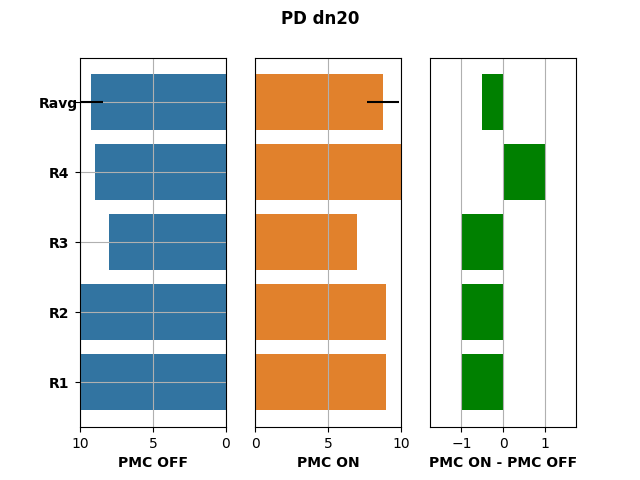 PD dn20
Ravg
R4
R3
R2
R1
10 5 0
0 5 10
−1 0 1
PMC OFF
PMC ON
PMC ON - PMC OFF